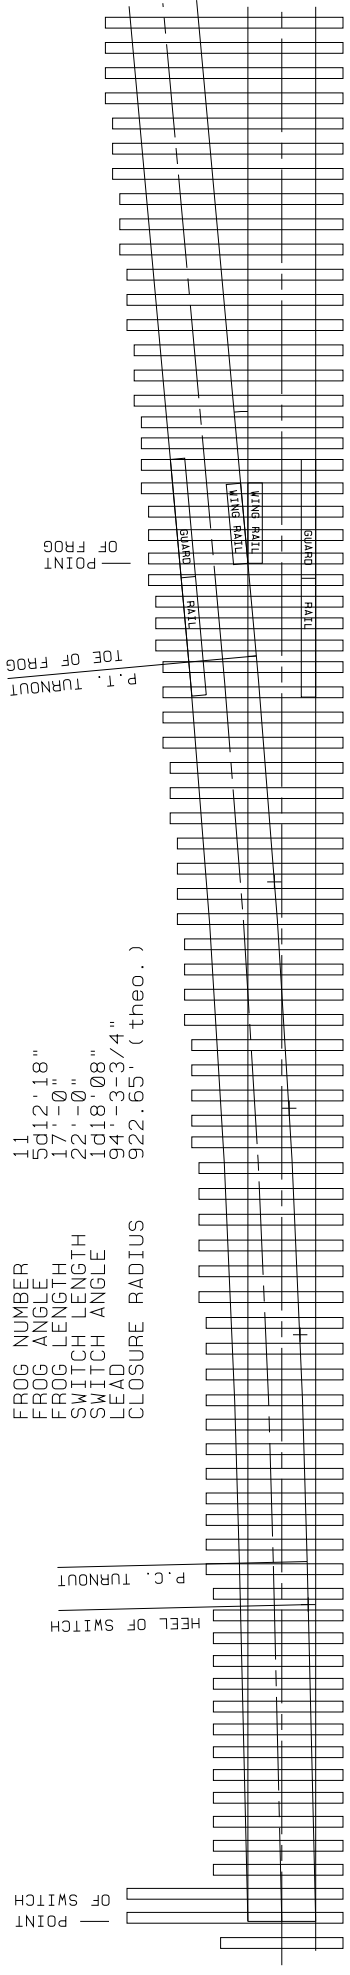 WING RAIL
WING RAIL
GUARD RAIL
GUARD RAIL
POINT
OF FROG
TOE OF FROG
P.T. TURNOUT
FROG NUMBER 11
FROG ANGLE 5d12'18"
FROG LENGTH 17'-0"
SWITCH LENGTH 22'-0"
SWITCH ANGLE 1d18'08"
LEAD 94'-3-3/4"
CLOSURE RADIUS 922.65' (theo.)
P.C. TURNOUT
HEEL OF SWITCH
POINT
OF SWITCH